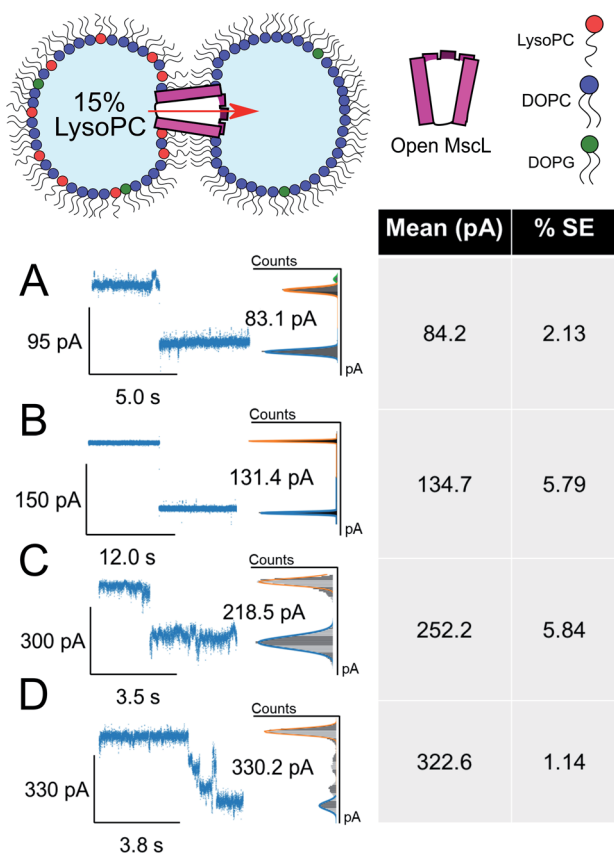 15%
LysoPC
Open MscL
LysoPC
DOPC
DOPG
Mean (pA) % SE
A
Counts
95 pA
83.1 pA
pA
5.0 s
84.2 2.13
B
Counts
150 pA
131.4 pA
pA
12.0 s
134.7 5.79
C
Counts
300 pA
218.5 pA
pA
3.5 s
252.2 5.84
D
Counts
330 pA
330.2 pA
pA
3.8 s
322.6 1.14